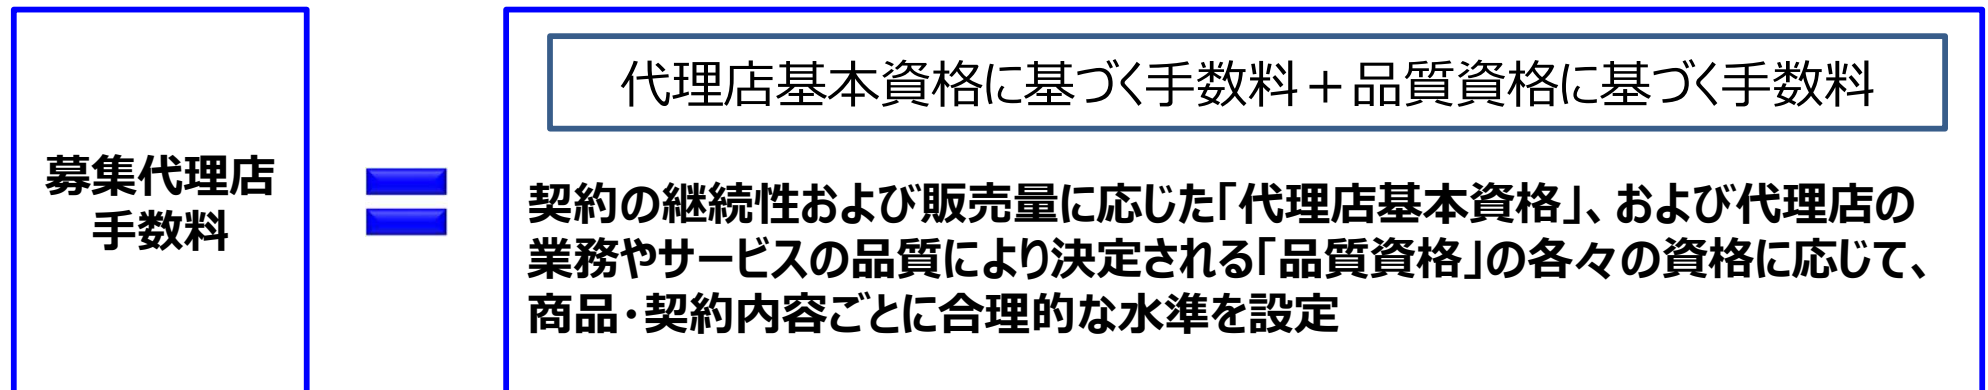 募集代理店
手数料
代理店基本資格に基づく手数料+品質資格に基づく手数料
契約の継続性および販売量に応じた「代理店基本資格」、および代理店の
業務やサービスの品質により決定される「品質資格」の各々の資格に応じて、
商品・契約内容ごとに合理的な水準を設定